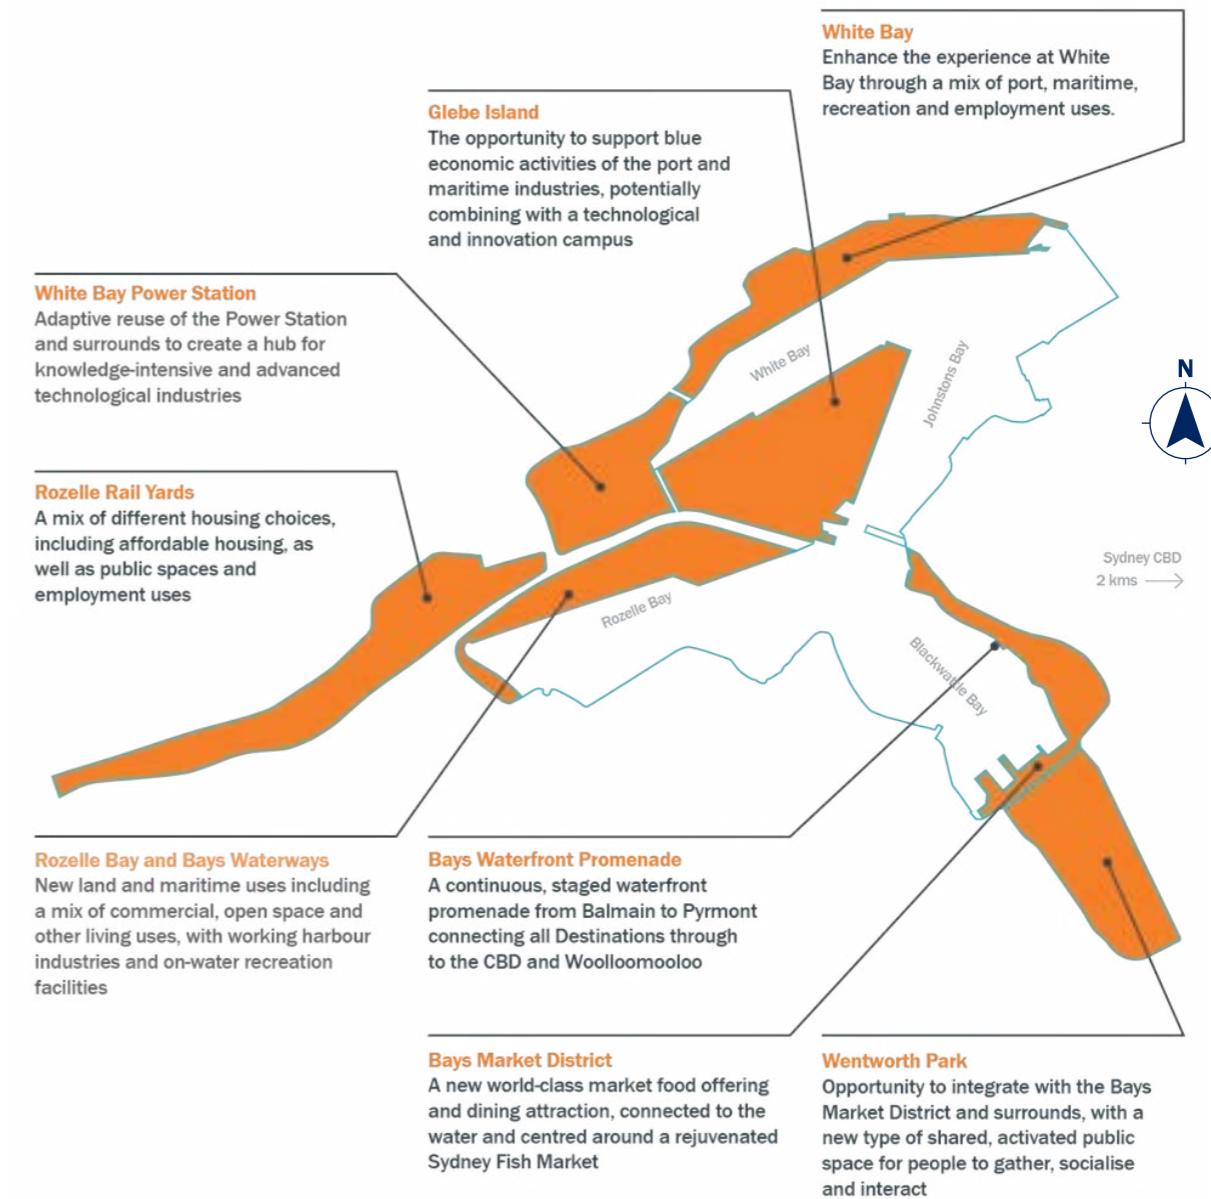 White Bay
Enhance the experience at White
Bay through a mix of port, maritime,
recreation and employment uses.
Glebe Island
The opportunity to support blue
economic activities of the port and
maritime industries, potentially
combining with a technological
and innovation campus
White Bay Power Station
Adaptive reuse of the Power Station
and surrounds to create a hub for
knowledge-intensive and advanced
technological industries
Rozelle Rail Yards
A mix of different housing choices,
including affordable housing, as
well as public spaces and
employment uses
White Bay
Johnstons Bay
N
Sydney CBD
2 kms
Rozelle Bay
Blackwattle Bay
Rozelle Bay and Bays Waterways
New land and maritime uses including
a mix of commercial, open space and
other living uses, with working harbour
industries and on-water recreation
facilities
Bays Waterfront Promenade
A continuous, staged waterfront
promenade from Balmain to Pyrmont
connecting all Destinations through
to the CBD and Woolloomooloo
Bays Market District
A new world-class market food offering
and dining attraction, connected to the
water and centred around a rejuvenated
Sydney Fish Market
Wentworth Park
Opportunity to integrate with the Bays
Market District and surrounds, with a
new type of shared, activated public
space for people to gather, socialise
and interact